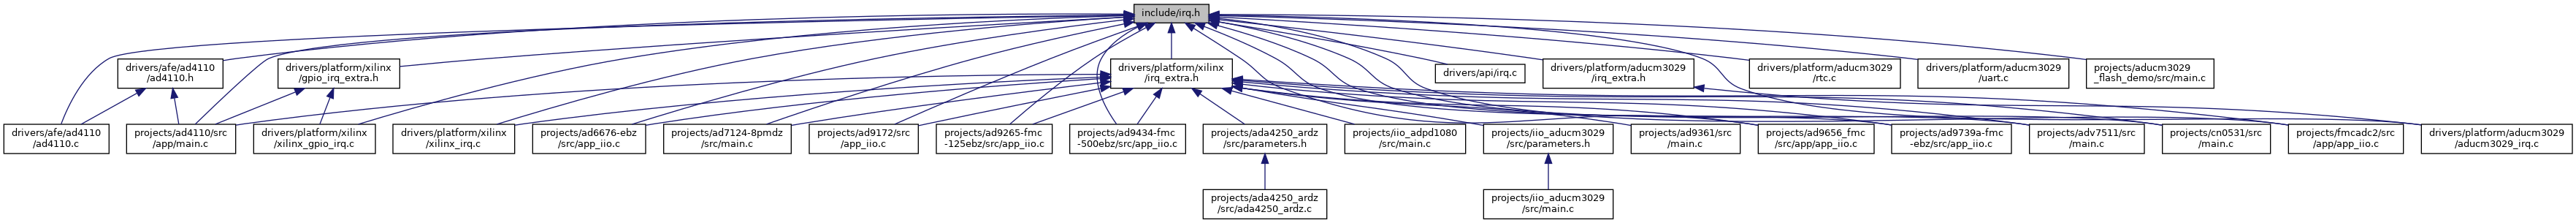 include/irq.h
drivers/afe/ad4110
/ad4110.h
drivers/platform/xilinx
/gpio_irq_extra.h
drivers/platform/xilinx
/irq_extra.h
drivers/api/irq.c
drivers/platform/aducm3029
/irq_extra.h
drivers/platform/aducm3029
/rtc.c
drivers/platform/aducm3029
/uart.c
projects/aducm3029
_flash_demo/src/main.c
drivers/afe/ad4110
/ad4110.c
projects/ad4110/src
/app/main.c
drivers/platform/xilinx
/xilinx_gpio_irq.c
drivers/platform/xilinx
/xilinx_irq.c
projects/ad6676-ebz
/src/app_iio.c
projects/ad7124-8pmdz
/src/main.c
projects/ad9172/src
/app_iio.c
projects/ad9265-fmc
-125ebz/src/app_iio.c
projects/ad9434-fmc
-500ebz/src/app_iio.c
projects/ada4250_ardz
/src/parameters.h
projects/iio_adpd1080
/src/main.c
projects/iio_aducm3029
/src/parameters.h
projects/ad9361/src
/main.c
projects/ad9656_fmc
/src/app/app_iio.c
projects/ad9739a-fmc
-ebz/src/app_iio.c
projects/adv7511/src
/main.c
projects/cn0531/src
/main.c
projects/fmcadc2/src
/app/app_iio.c
drivers/platform/aducm3029
/aducm3029_irq.c
projects/ada4250_ardz
/src/ada4250_ardz.c
projects/iio_aducm3029
/src/main.c